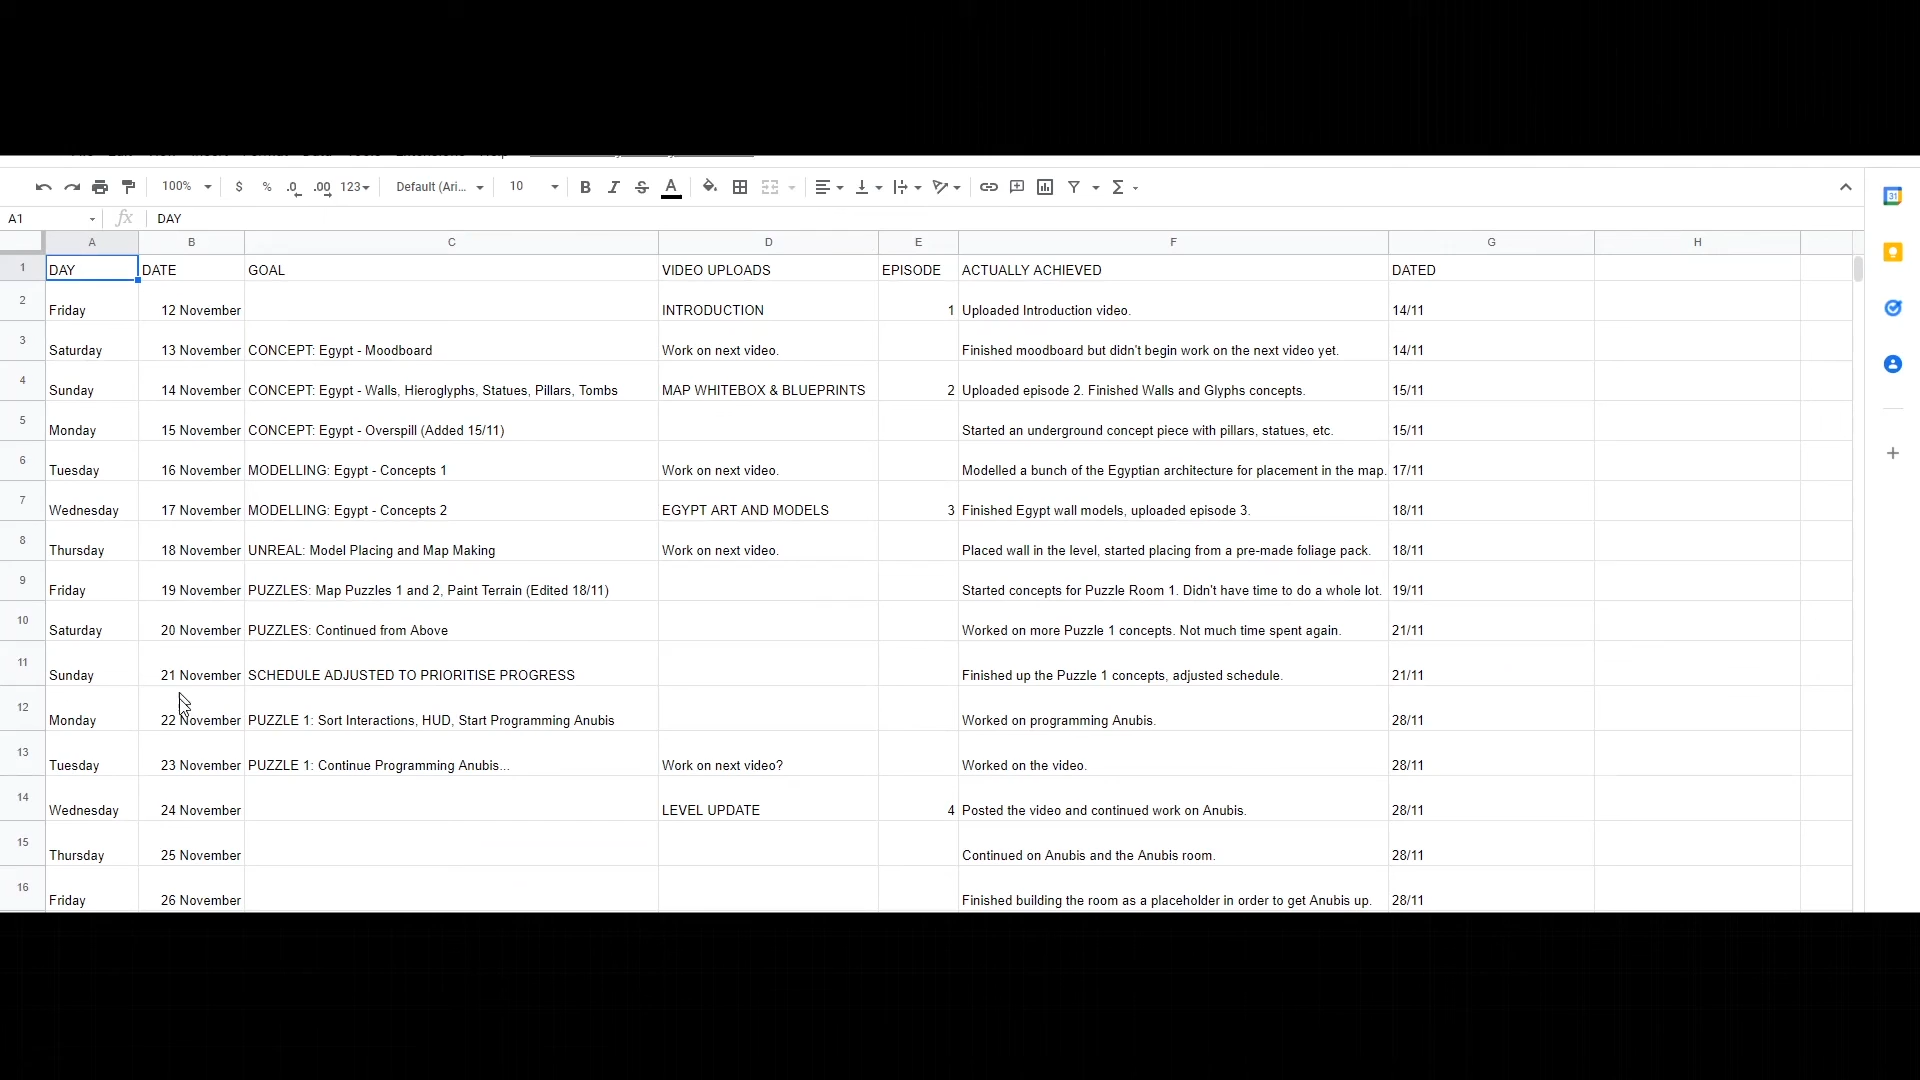 100% $ % .0 .00 123 Default (Ari... 10 B I S A
A1 fx DAY
A B C D E F G H
1 DAY DATE GOAL VIDEO UPLOADS EPISODE ACTUALLY ACHIEVED DATED
2 Friday 12 November INTRODUCTION 1 Uploaded Introduction video. 14/11
3 Saturday 13 November CONCEPT: Egypt - Moodboard Work on next video. Finished moodboard but didn't begin work on the next video yet. 14/11
4 Sunday 14 November CONCEPT: Egypt - Walls, Hieroglyphs, Statues, Pillars, Tombs MAP WHITEBOX & BLUEPRINTS 2 Uploaded episode 2. Finished Walls and Glyphs concepts. 15/11
5 Monday 15 November CONCEPT: Egypt - Overspill (Added 15/11) Started an underground concept piece with pillars, statues, etc. 15/11
6 Tuesday 16 November MODELLING: Egypt - Concepts 1 Work on next video. Modelled a bunch of the Egyptian architecture for placement in the map. 17/11
7 Wednesday 17 November MODELLING: Egypt - Concepts 2 EGYPT ART AND MODELS 3 Finished Egypt wall models, uploaded episode 3. 18/11
8 Thursday 18 November UNREAL: Model Placing and Map Making Work on next video. Placed wall in the level, started placing from a pre-made foliage pack. 18/11
9 Friday 19 November PUZZLES: Map Puzzles 1 and 2, Paint Terrain (Edited 18/11) Started concepts for Puzzle Room 1. Didn't have time to do a whole lot. 19/11
10 Saturday 20 November PUZZLES: Continued from Above Worked on more Puzzle 1 concepts. Not much time spent again. 21/11
11 Sunday 21 November SCHEDULE ADJUSTED TO PRIORITISE PROGRESS Finished up the Puzzle 1 concepts, adjusted schedule. 21/11
12 Monday 22 November PUZZLE 1: Sort Interactions, HUD, Start Programming Anubis Worked on programming Anubis. 28/11
13 Tuesday 23 November PUZZLE 1: Continue Programming Anubis... Work on next video? Worked on the video. 28/11
14 Wednesday 24 November LEVEL UPDATE 4 Posted the video and continued work on Anubis. 28/11
15 Thursday 25 November Continued on Anubis and the Anubis room. 28/11
16 Friday 26 November Finished building the room as a placeholder in order to get Anubis up. 28/11